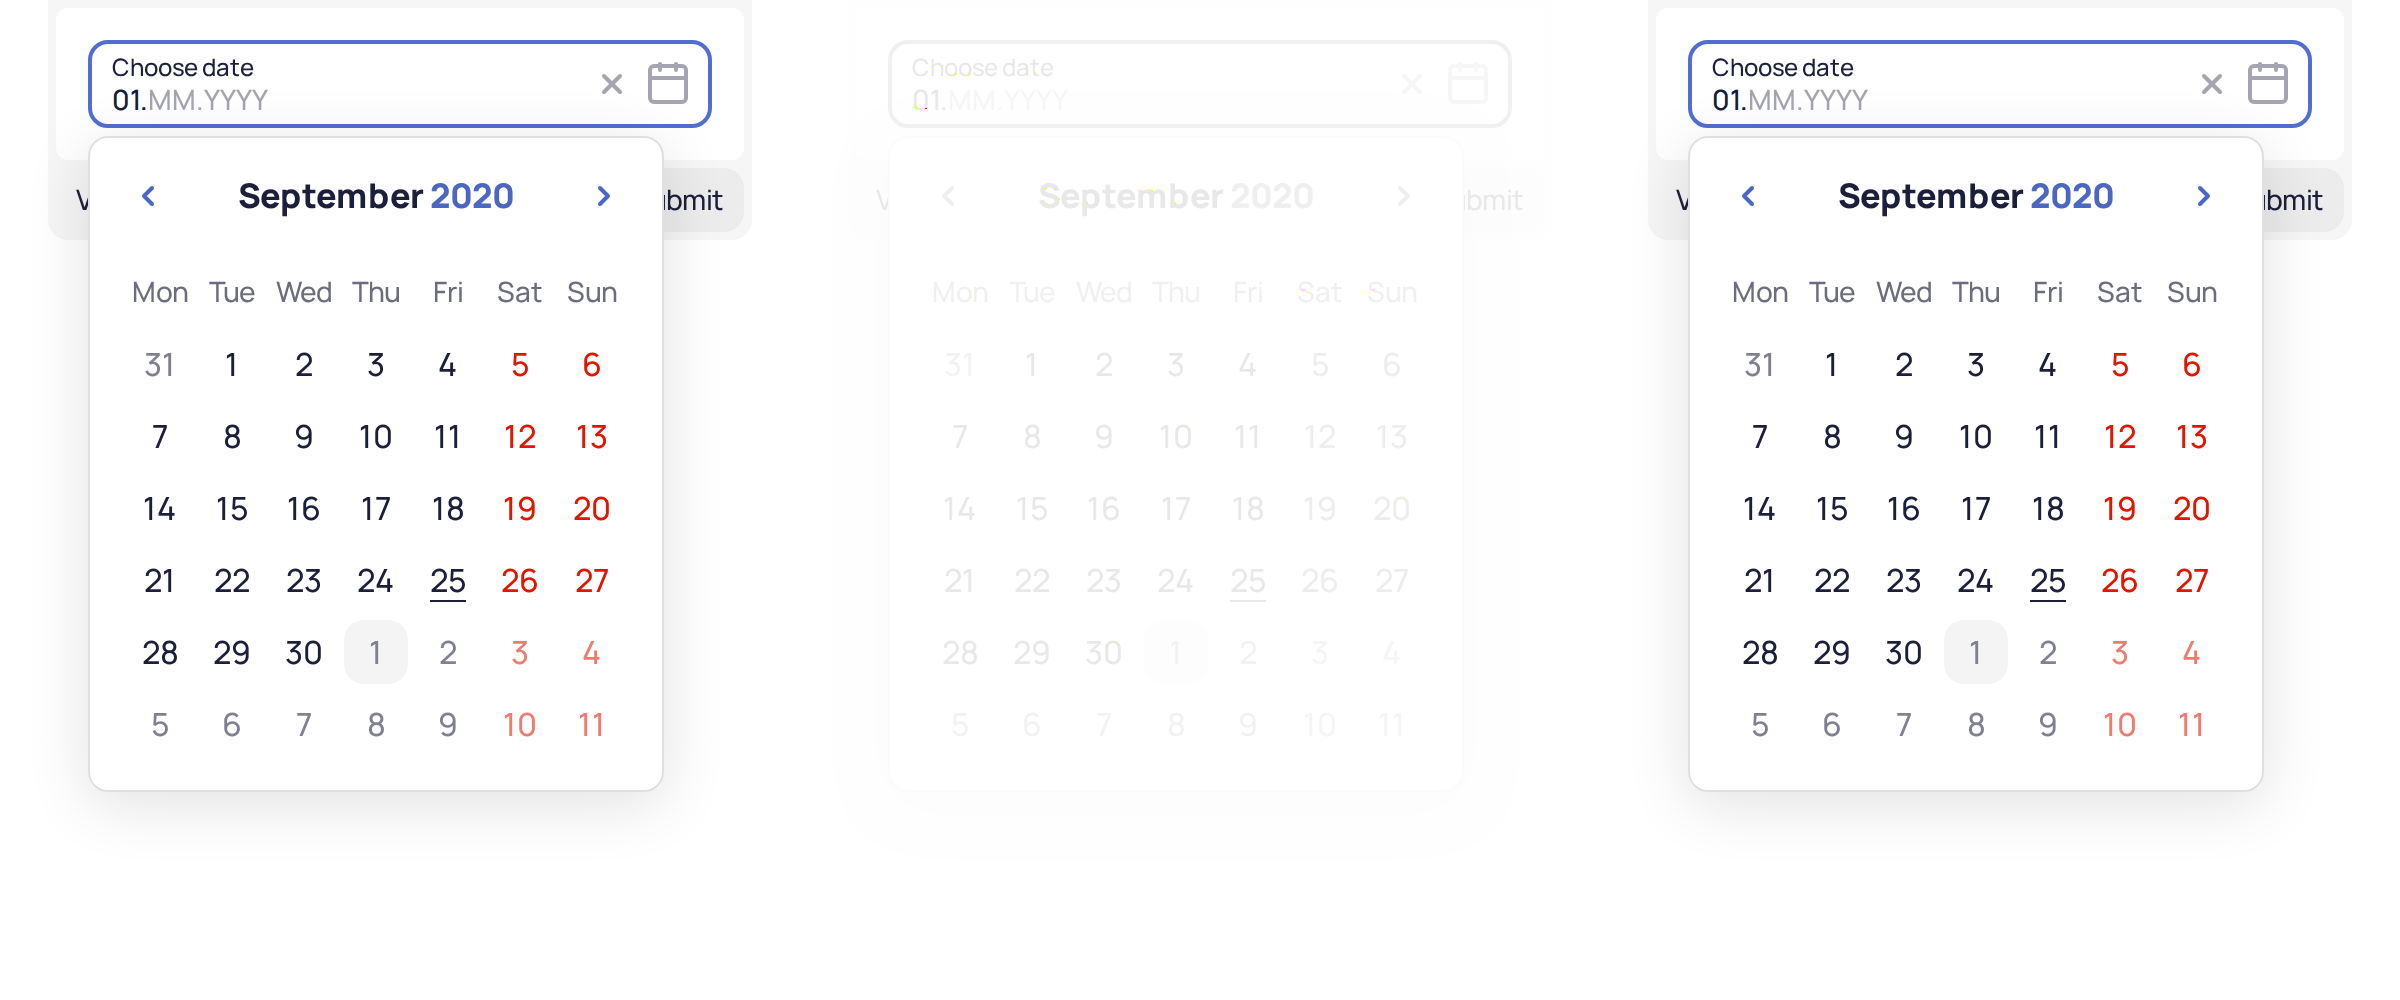 Choose date
01.MM.YYYY
V
bmit
September 2020
Mon Tue Wed Thu Fri Sat Sun
31 1 2 3 4 5 6
7 8 9 10 11 12 13
14 15 16 17 18 19 20
21 22 23 24 25 26 27
28 29 30 1 2 3 4
5 6 7 8 9 10 11
Choose date
01.MM.YYYY
V
bmit
September 2020
Mon Tue Wed Thu Fri Sat Sun
31 1 2 3 4 5 6
7 8 9 10 11 12 13
14 15 16 17 18 19 20
21 22 23 24 25 26 27
28 29 30 1 2 3 4
5 6 7 8 9 10 11
Choose date
01.MM.YYYY
V
bmit
September 2020
Mon Tue Wed Thu Fri Sat Sun
31 1 2 3 4 5 6
7 8 9 10 11 12 13
14 15 16 17 18 19 20
21 22 23 24 25 26 27
28 29 30 1 2 3 4
5 6 7 8 9 10 11